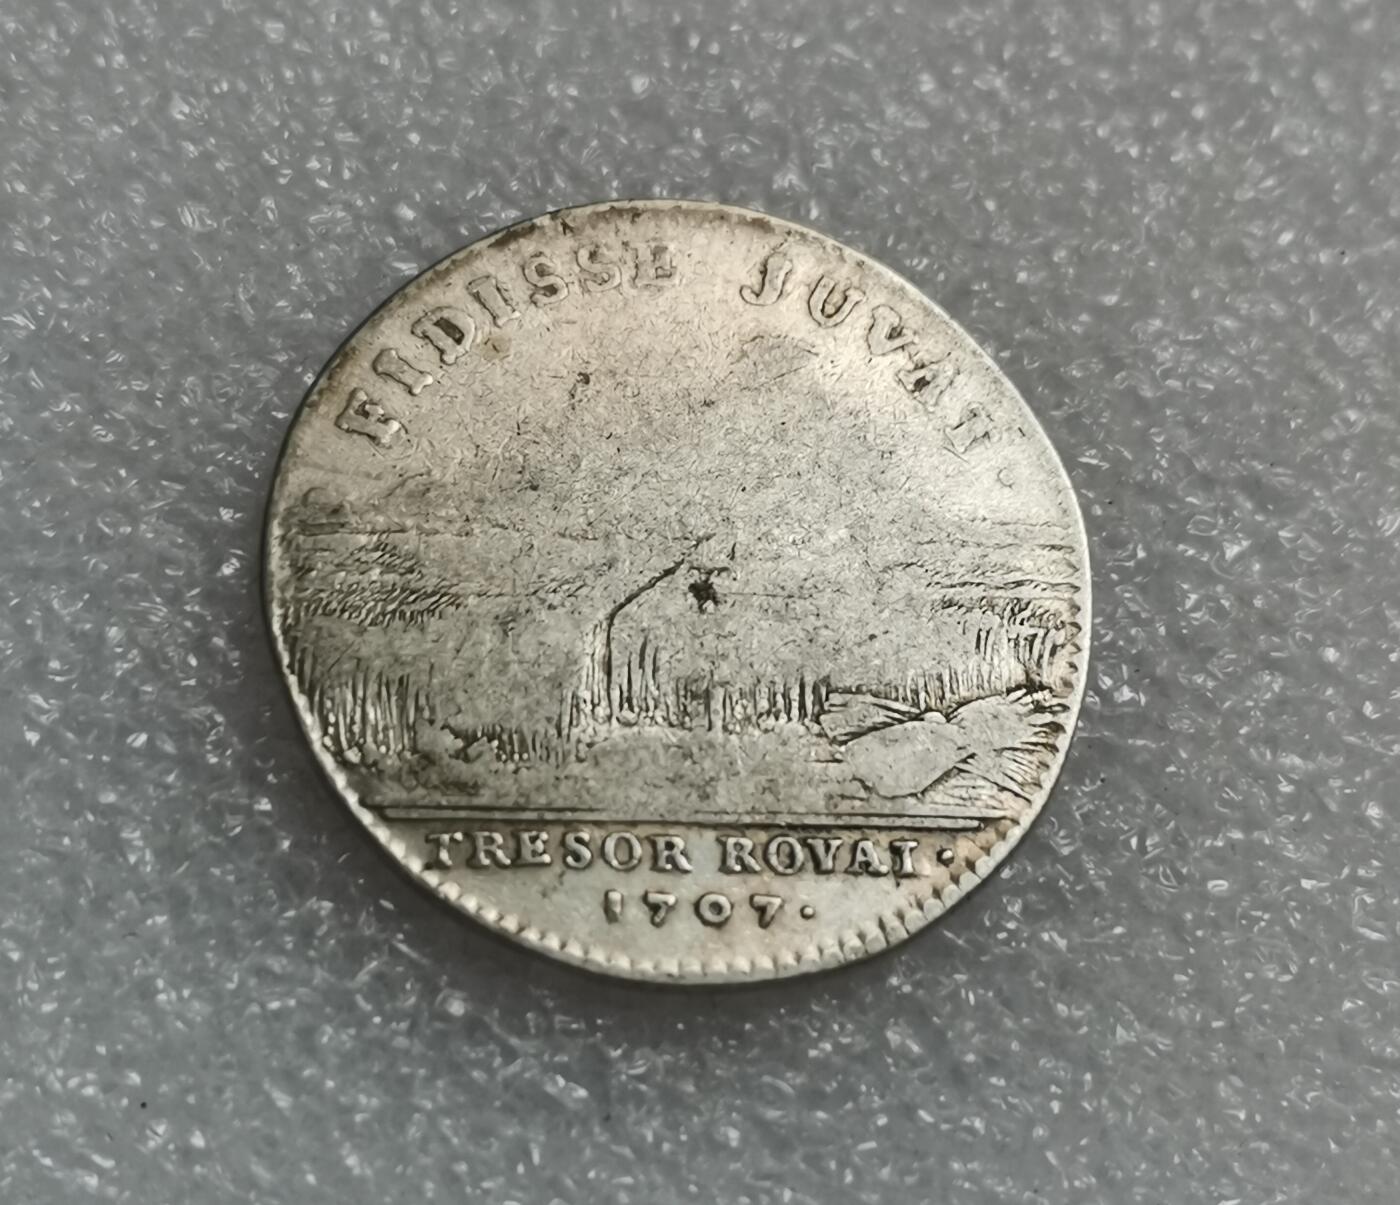 FIDISSE JUVAT
TRESOR ROYAL·
1707·